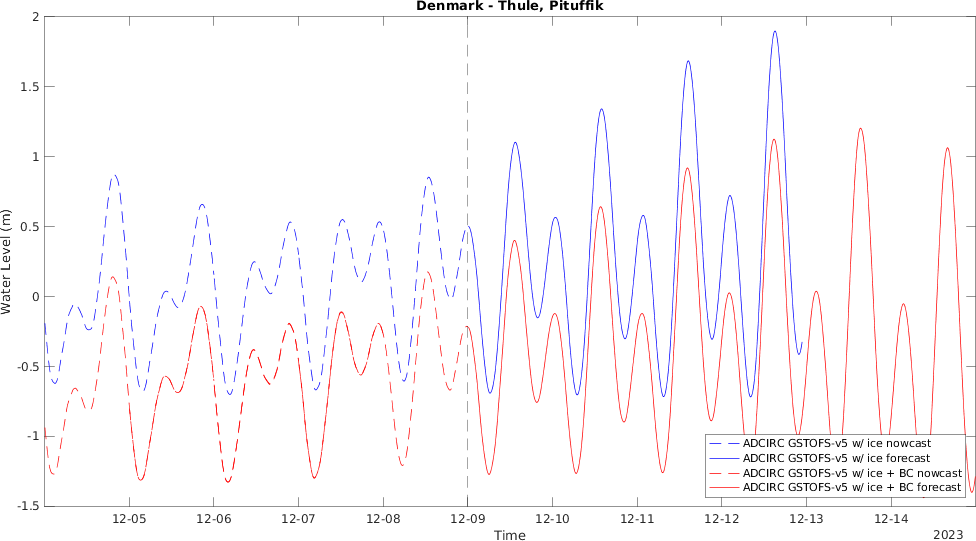 Denmark - Thule, Pituffik
2
1.5
1
0.5
0
-0.5
-1
-1.5
Water Level (m)
ADCIRC GSTOFS-v5 w/ ice nowcast
ADCIRC GSTOFS-v5 w/ ice forecast
ADCIRC GSTOFS-v5 w/ ice + BC nowcast
ADCIRC GSTOFS-v5 w/ ice + BC forecast
12-05 12-06 12-07 12-08 12-09 12-10 12-11 12-12 12-13 12-14
Time
2023